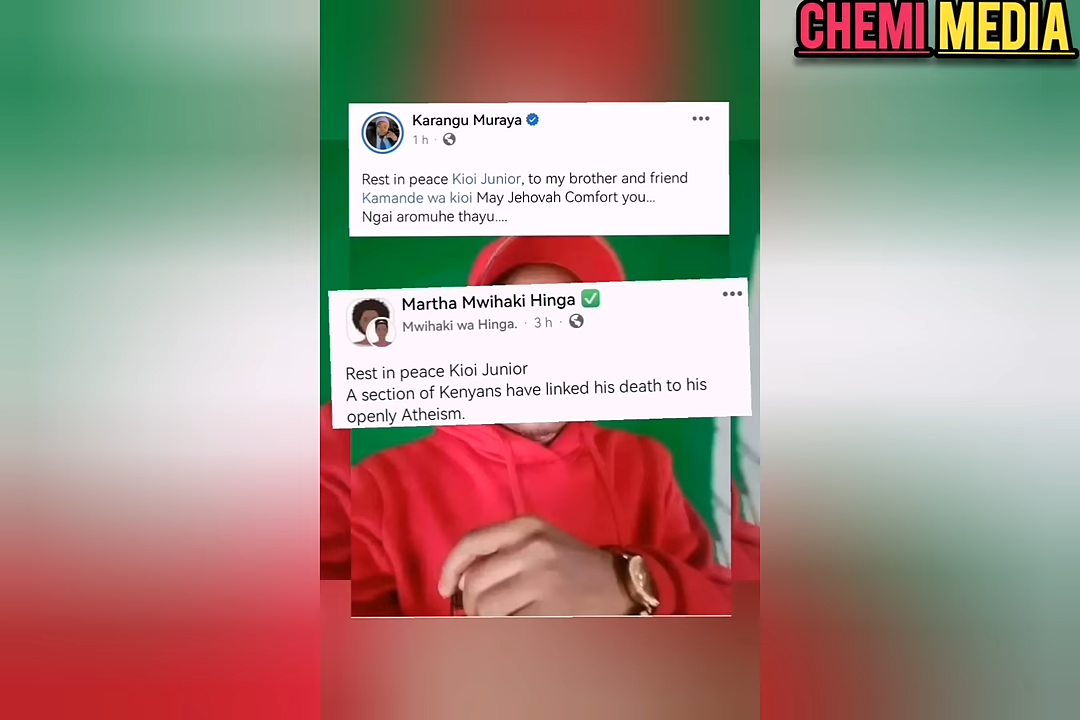 CHEMI MEDIA
Karangu Muraya
1 h ·
Rest in peace Kioi Junior, to my brother and friend
Kamande wa kioi May Jehovah Comfort you...
Ngai aromuhe thayu....
Martha Mwihaki Hinga ✅
Mwihaki wa Hinga. · 3 h ·
Rest in peace Kioi Junior
A section of Kenyans have linked his death to his
openly Atheism.